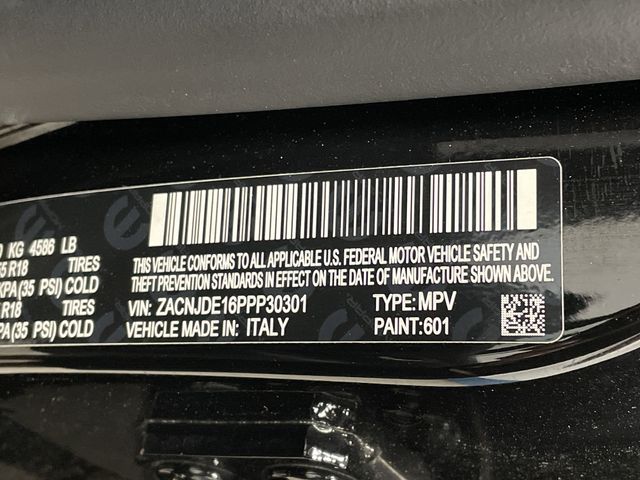 KG 4586 LB
R18 TIRES
KPA(35 PSI) COLD
R18 TIRES
KPA(35 PSI) COLD
THIS VEHICLE CONFORMS TO ALL APPLICABLE U.S. FEDERAL MOTOR VEHICLE SAFETY AND
THEFT PREVENTION STANDARDS IN EFFECT ON THE DATE OF MANUFACTURE SHOWN ABOVE.
VIN: ZACNJDE16PPP30301 TYPE: MPV
VEHICLE MADE IN: ITALY PAINT: 601